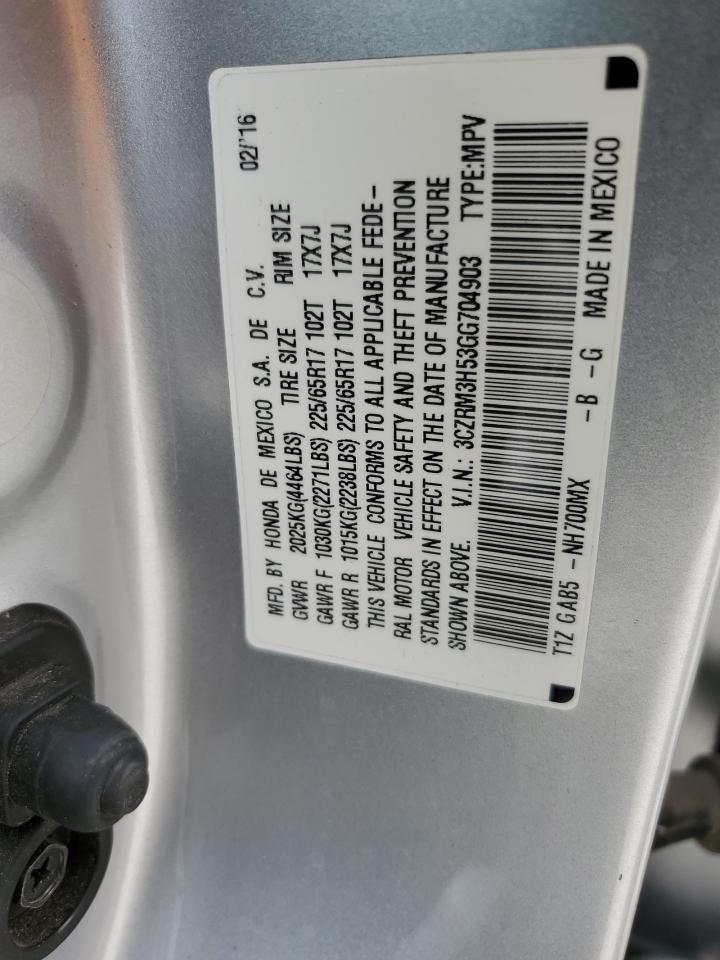 MFD. BY HONDA DE MEXICO S.A. DE C.V. 02/'16
GVWR 2025KG(4464LBS) TIRE SIZE RIM SIZE
GAWR F 1030KG(2271LBS) 225/65R17 102T 17X7J
GAWR R 1015KG(2238LBS) 225/65R17 102T 17X7J
THIS VEHICLE CONFORMS TO ALL APPLICABLE FEDE-
RAL MOTOR VEHICLE SAFETY AND THEFT PREVENTION
STANDARDS IN EFFECT ON THE DATE OF MANUFACTURE
SHOWN ABOVE. V.I.N.: 3CZRM3H53GG704903 TYPE:MPV
T1Z GAB5 -NH700MX -B -G MADE IN MEXICO